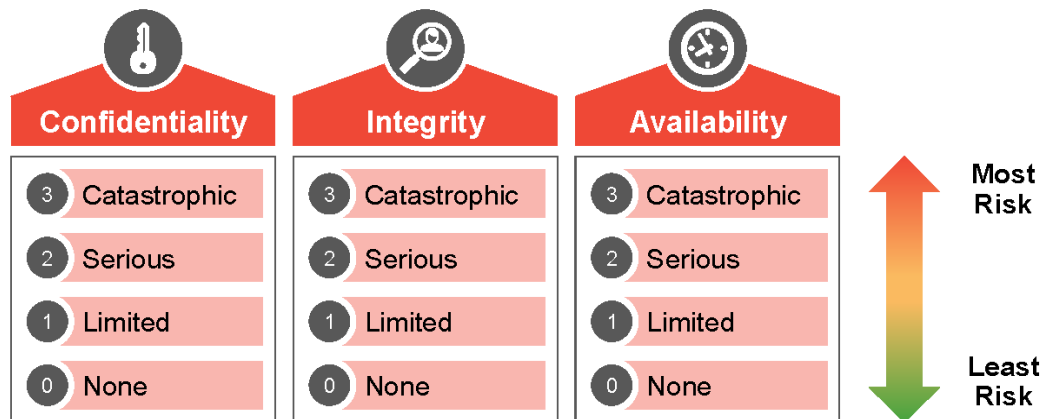 Confidentiality
3 Catastrophic
2 Serious
1 Limited
0 None
Integrity
3 Catastrophic
2 Serious
1 Limited
0 None
Availability
3 Catastrophic
2 Serious
1 Limited
0 None
Most
Risk
Least
Risk